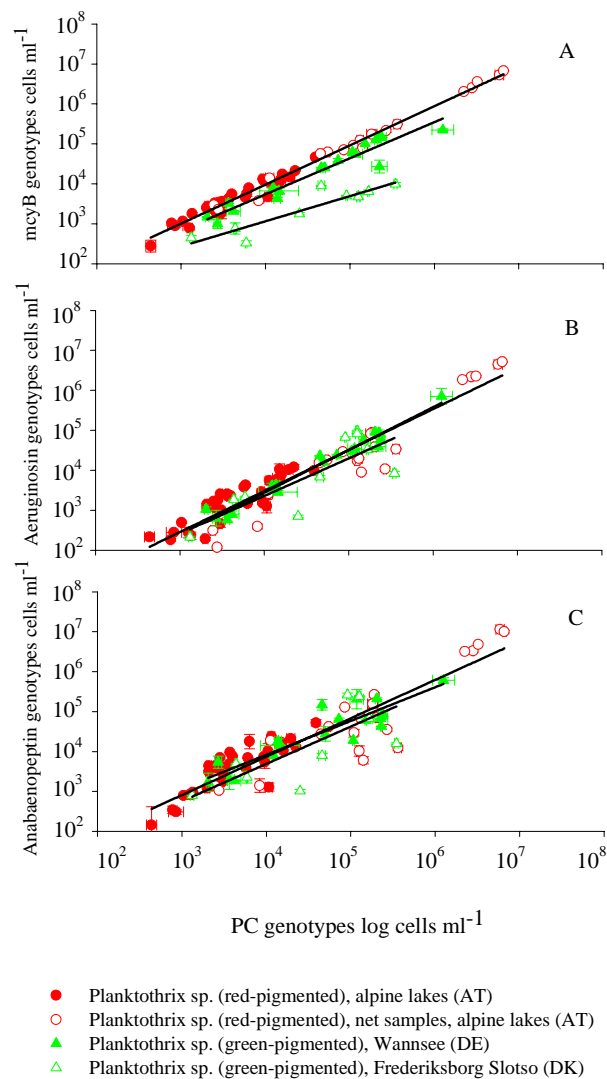 10^8
10^7
10^6
10^5
10^4
10^3
10^2
mcyB genotypes cells ml^-1
A
10^8
10^7
10^6
10^5
10^4
10^3
10^2
Aeruginosin genotypes cells ml^-1
B
10^8
10^7
10^6
10^5
10^4
10^3
10^2
Anabaenopeptin genotypes cells ml^-1
C
10^2 10^3 10^4 10^5 10^6 10^7 10^8
PC genotypes log cells ml^-1
Planktothrix sp. (red-pigmented), alpine lakes (AT)
Planktothrix sp. (red-pigmented), net samples, alpine lakes (AT)
Planktothrix sp. (green-pigmented), Wannsee (DE)
Planktothrix sp. (green-pigmented), Frederiksborg Slotso (DK)